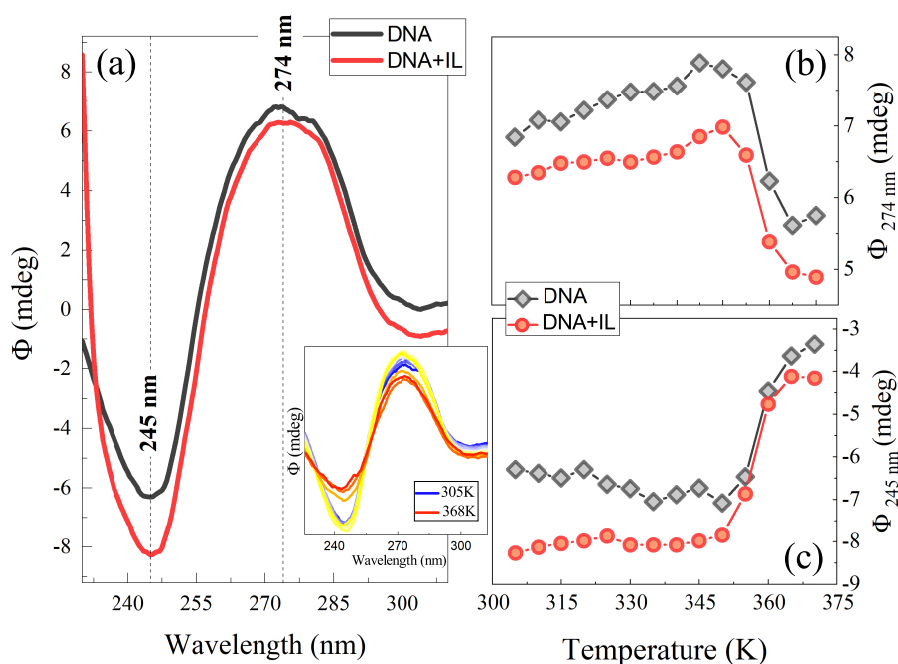 (a)
DNA
DNA+IL
245 nm
274 nm
Φ (mdeg)
8
6
4
2
0
-2
-4
-6
-8
240
255
270
285
300
Wavelength (nm)
Φ (mdeg)
305K
368K
240
270
300
Wavelength (nm)
(b)
8
7
6
5
Φ 274 nm (mdeg)
DNA
DNA+IL
(c)
-3
-4
-5
-6
-7
-8
-9
Φ 245 nm (mdeg)
300
315
330
345
360
375
Temperature (K)